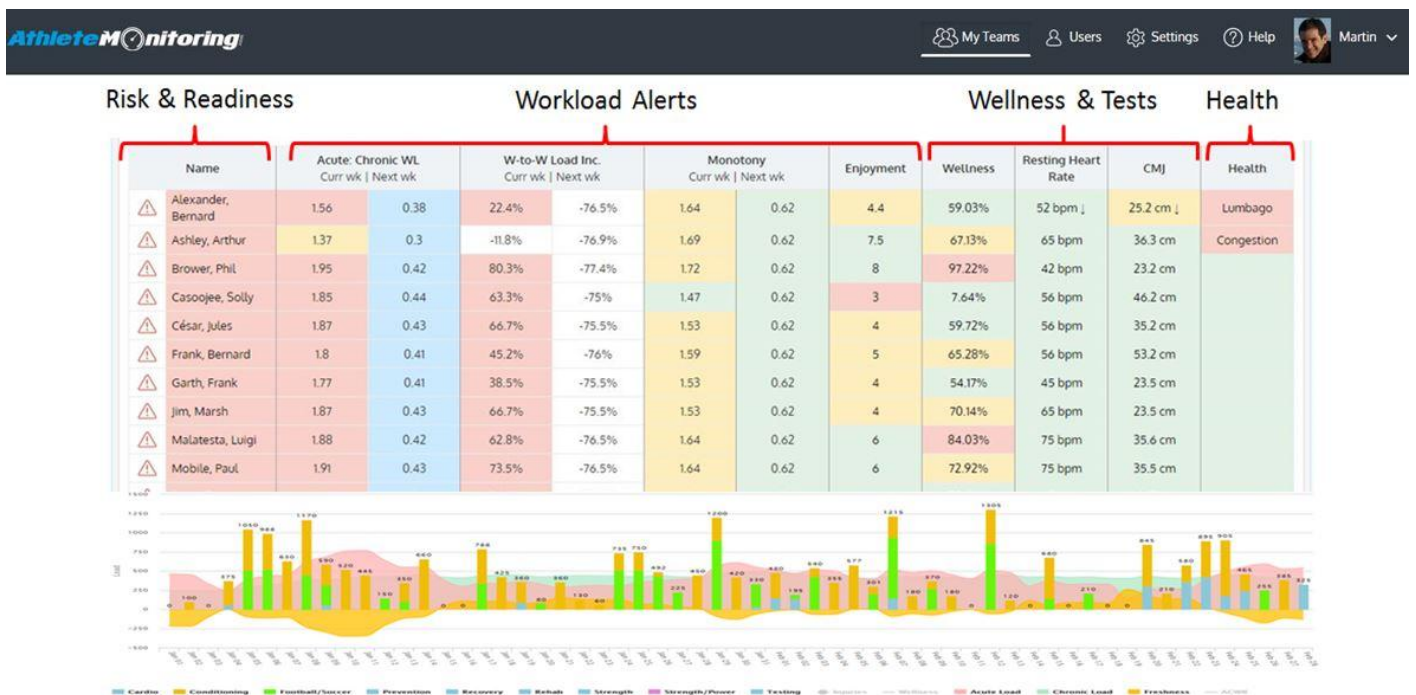 AthleteMonitoring
My Teams
Users
Settings
Help
Martin
Risk & Readiness
Workload Alerts
Wellness & Tests
Health
Name
Acute: Chronic WL
Curr wk | Next wk
W-to-W Load Inc.
Curr wk | Next wk
Monotony
Curr wk | Next wk
Enjoyment
Wellness
Resting Heart
Rate
CMJ
Health
Alexander,
Bernard
1.56 0.38 22.4% -76.5% 1.64 0.62 4.4 59.03% 52 bpm ↓ 25.2 cm ↓ Lumbago
Ashley, Arthur 1.37 0.3 -11.8% -76.9% 1.69 0.62 7.5 67.13% 65 bpm 36.3 cm Congestion
Brower, Phil 1.95 0.42 80.3% -77.4% 1.72 0.62 8 97.22% 42 bpm 23.2 cm
Casoojee, Solly 1.85 0.44 63.3% -75% 1.47 0.62 3 7.64% 56 bpm 46.2 cm
César, Jules 1.87 0.43 66.7% -75.5% 1.53 0.62 4 59.72% 56 bpm 35.2 cm
Frank, Bernard 1.8 0.41 45.2% -76% 1.59 0.62 5 65.28% 56 bpm 53.2 cm
Garth, Frank 1.77 0.41 38.5% -75.5% 1.53 0.62 4 54.17% 45 bpm 23.5 cm
Jim, Marsh 1.87 0.43 66.7% -75.5% 1.53 0.62 4 70.14% 65 bpm 23.5 cm
Malatesta, Luigi 1.88 0.42 62.8% -76.5% 1.64 0.62 6 84.03% 75 bpm 35.6 cm
Mobile, Paul 1.91 0.43 73.5% -76.5% 1.64 0.62 6 72.92% 75 bpm 35.5 cm
1500
1250
1000
750
500
250
0
-250
-500
Load
Cardio Conditioning Football/Soccer Prevention Recovery Rehab Strength Strength/Power Testing Injuries Wellness Acute Load Chronic Load Freshness ACWR